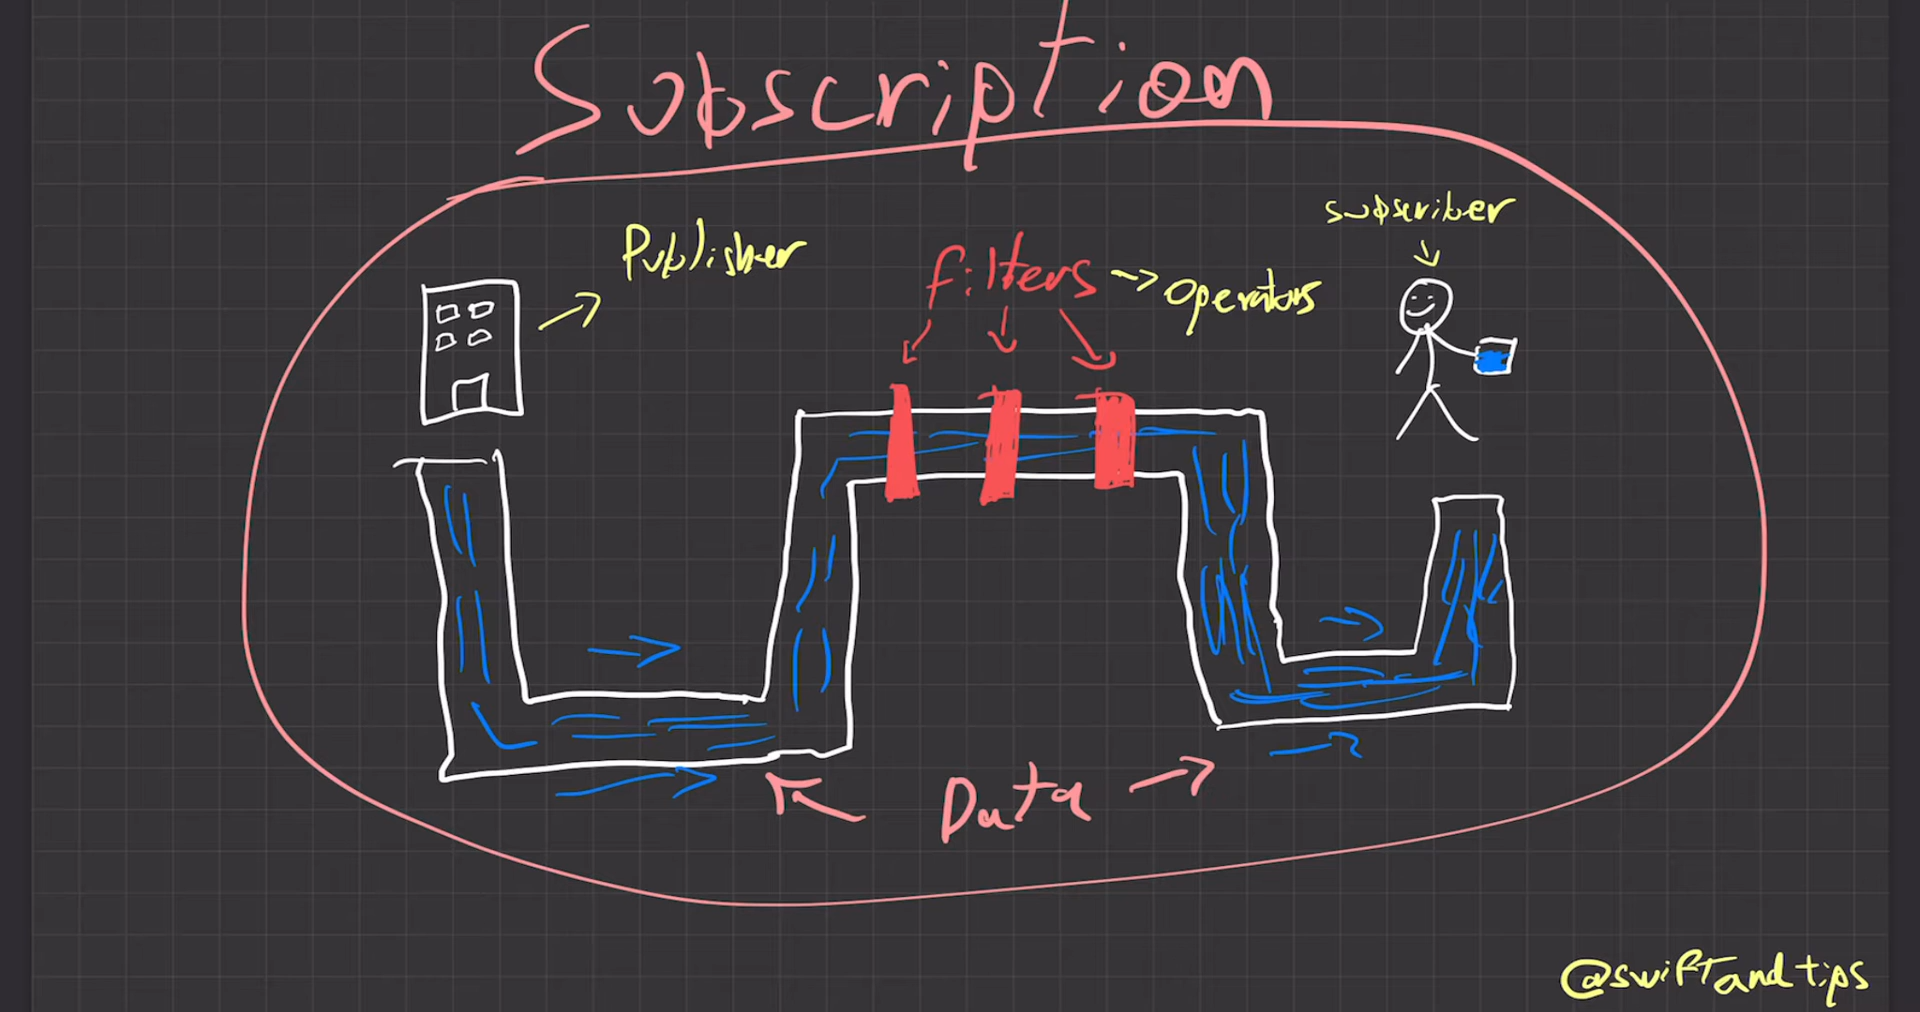 Subscription
Publisher
filters
operators
subscriber
Data
@swiftandtips